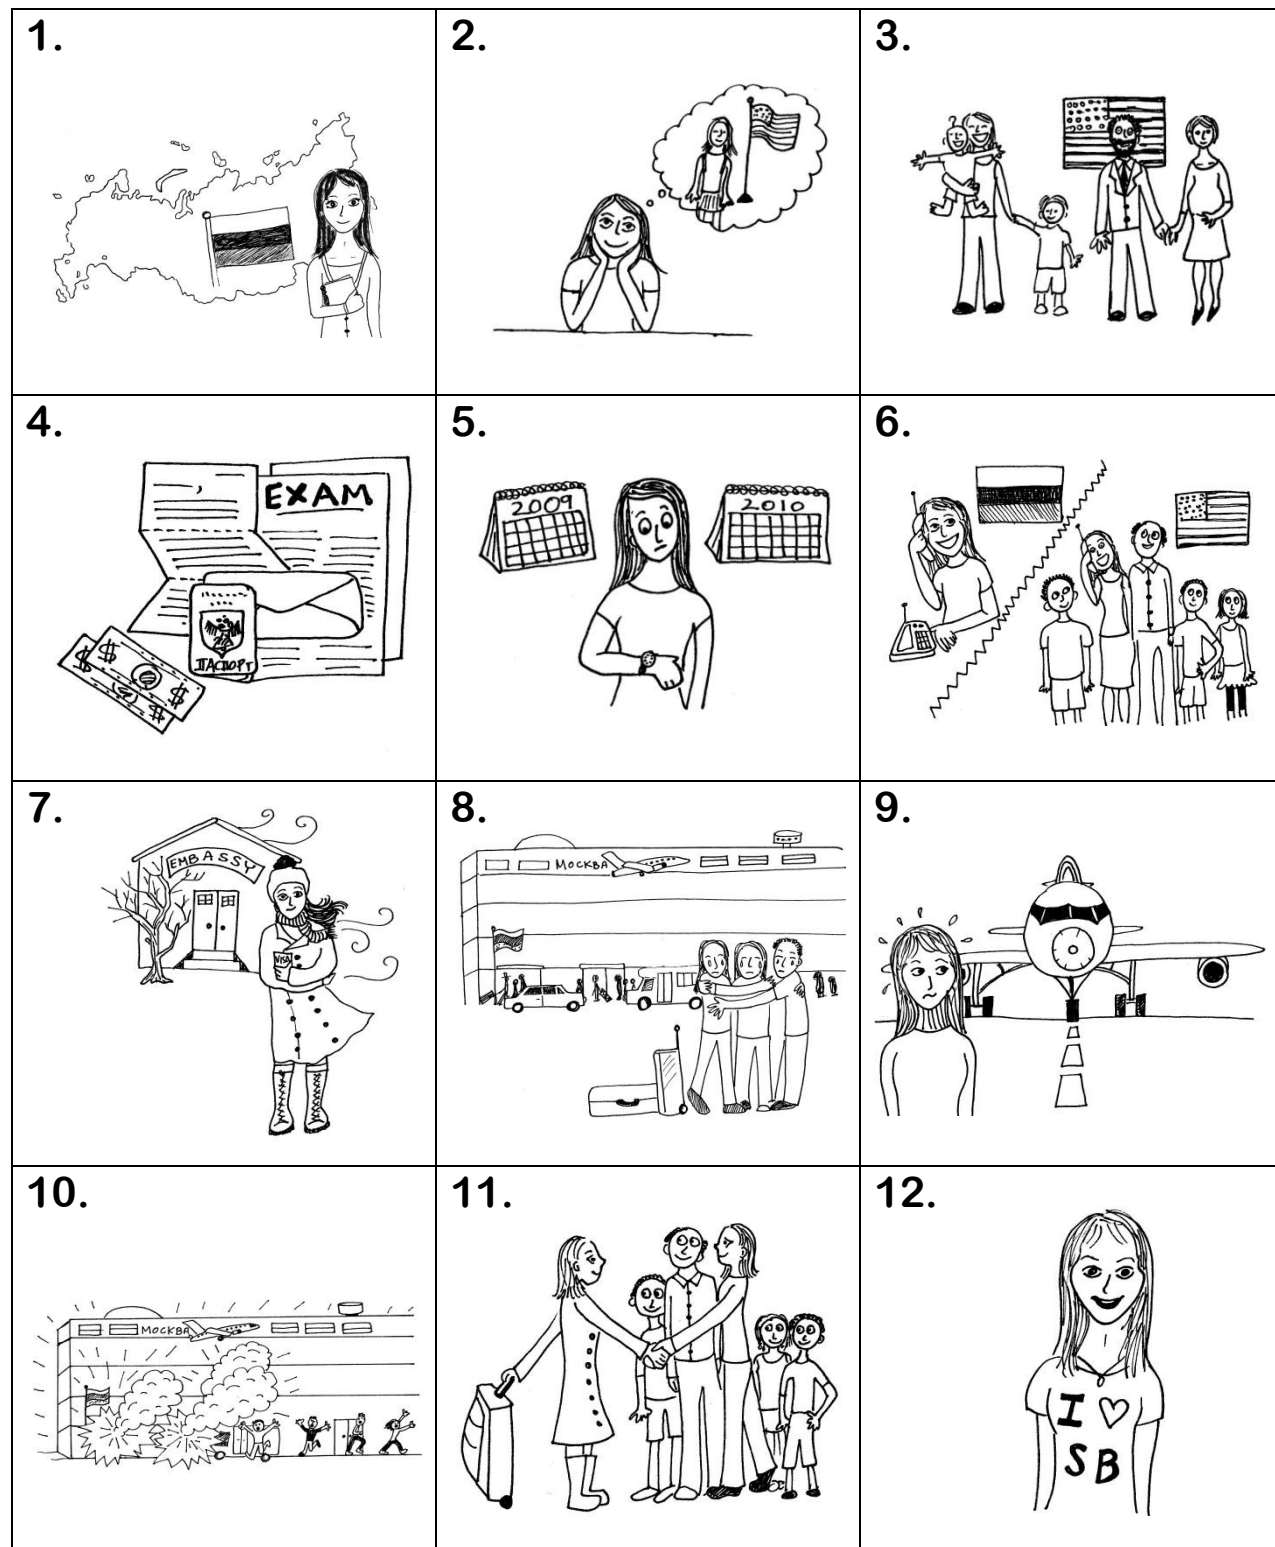 1.
2.
3.
4.
EXAM
$ $
$ $
ПАСПОРТ
5.
2009
2010
6.
7.
EMBASSY
VISA
8.
МОСКВА
9.
10.
МОСКВА
11.
12.
I ♡
SB